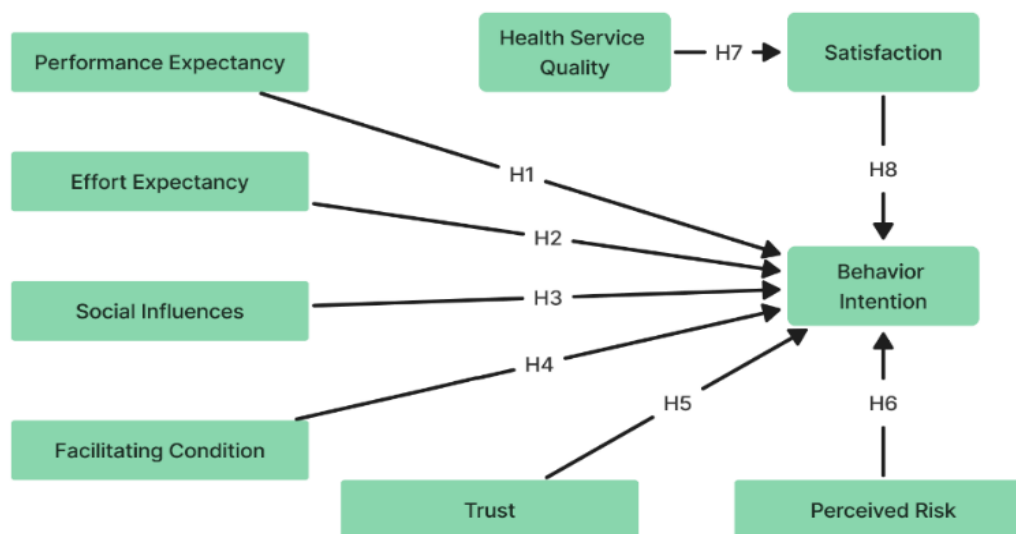 Performance Expectancy
Health Service
Quality
H7
Satisfaction
H1
Effort Expectancy
H8
H2
Behavior
Intention
Social Influences
H3
H4
H5
H6
Facilitating Condition
Trust
Perceived Risk